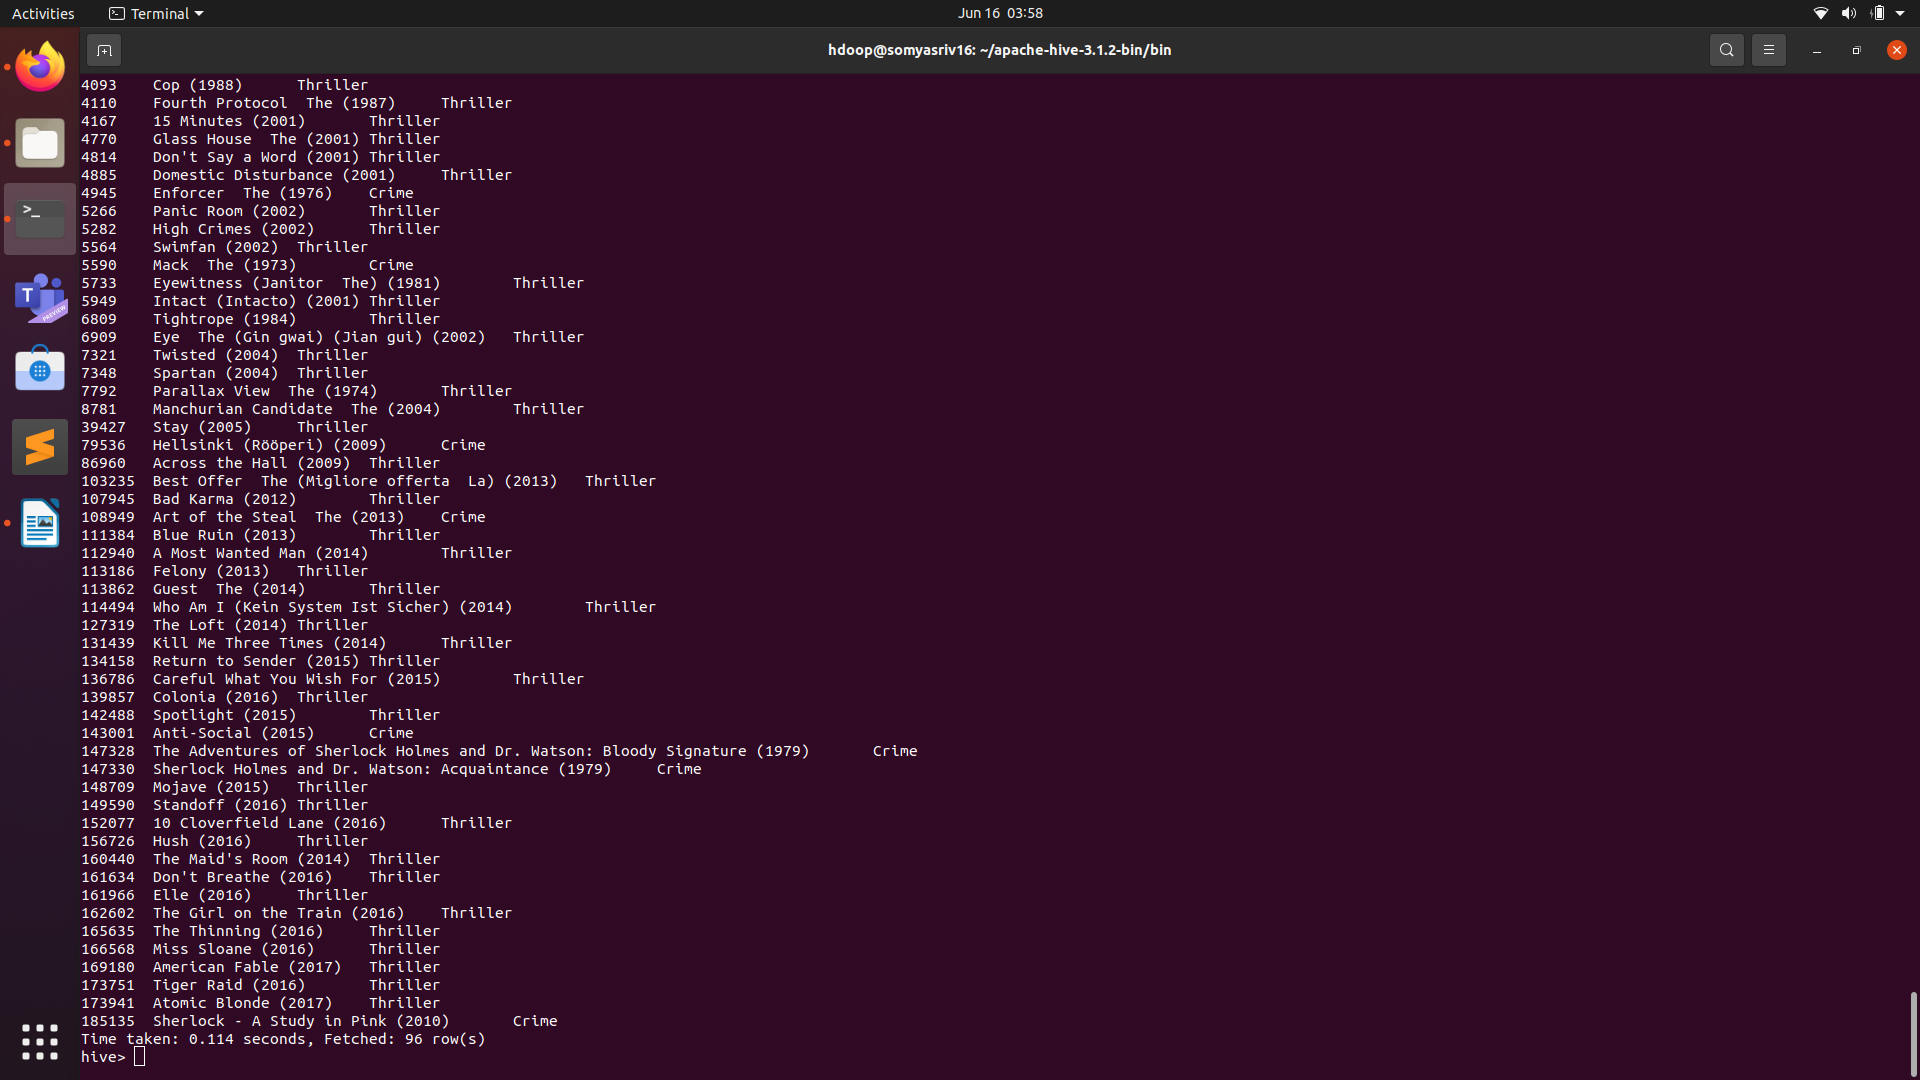 Activities Terminal Jun 16 03:58
hdoop@somyasriv16: ~/apache-hive-3.1.2-bin/bin
4093 Cop (1988) Thriller
4110 Fourth Protocol  The (1987) Thriller
4167 15 Minutes (2001) Thriller
4770 Glass House  The (2001) Thriller
4814 Don't Say a Word (2001) Thriller
4885 Domestic Disturbance (2001) Thriller
4945 Enforcer  The (1976) Crime
5266 Panic Room (2002) Thriller
5282 High Crimes (2002) Thriller
5564 Swimfan (2002) Thriller
5590 Mack  The (1973) Crime
5733 Eyewitness (Janitor  The) (1981) Thriller
5949 Intact (Intacto) (2001) Thriller
6809 Tightrope (1984) Thriller
6909 Eye  The (Gin gwai) (Jian gui) (2002) Thriller
7321 Twisted (2004) Thriller
7348 Spartan (2004) Thriller
7792 Parallax View  The (1974) Thriller
8781 Manchurian Candidate  The (2004) Thriller
39427 Stay (2005) Thriller
79536 Hellsinki (Rööperi) (2009) Crime
86960 Across the Hall (2009) Thriller
103235 Best Offer  The (Migliore offerta  La) (2013) Thriller
107945 Bad Karma (2012) Thriller
108949 Art of the Steal  The (2013) Crime
111384 Blue Ruin (2013) Thriller
112940 A Most Wanted Man (2014) Thriller
113186 Felony (2013) Thriller
113862 Guest  The (2014) Thriller
114494 Who Am I (Kein System Ist Sicher) (2014) Thriller
127319 The Loft (2014) Thriller
131439 Kill Me Three Times (2014) Thriller
134158 Return to Sender (2015) Thriller
136786 Careful What You Wish For (2015) Thriller
139857 Colonia (2016) Thriller
142488 Spotlight (2015) Thriller
143001 Anti-Social (2015) Crime
147328 The Adventures of Sherlock Holmes and Dr. Watson: Bloody Signature (1979) Crime
147330 Sherlock Holmes and Dr. Watson: Acquaintance (1979) Crime
148709 Mojave (2015) Thriller
149590 Standoff (2016) Thriller
152077 10 Cloverfield Lane (2016) Thriller
156726 Hush (2016) Thriller
160440 The Maid's Room (2014) Thriller
161634 Don't Breathe (2016) Thriller
161966 Elle (2016) Thriller
162602 The Girl on the Train (2016) Thriller
165635 The Thinning (2016) Thriller
166568 Miss Sloane (2016) Thriller
169180 American Fable (2017) Thriller
173751 Tiger Raid (2016) Thriller
173941 Atomic Blonde (2017) Thriller
185135 Sherlock - A Study in Pink (2010) Crime
Time taken: 0.114 seconds, Fetched: 96 row(s)
hive>
>_
T
PREVIEW